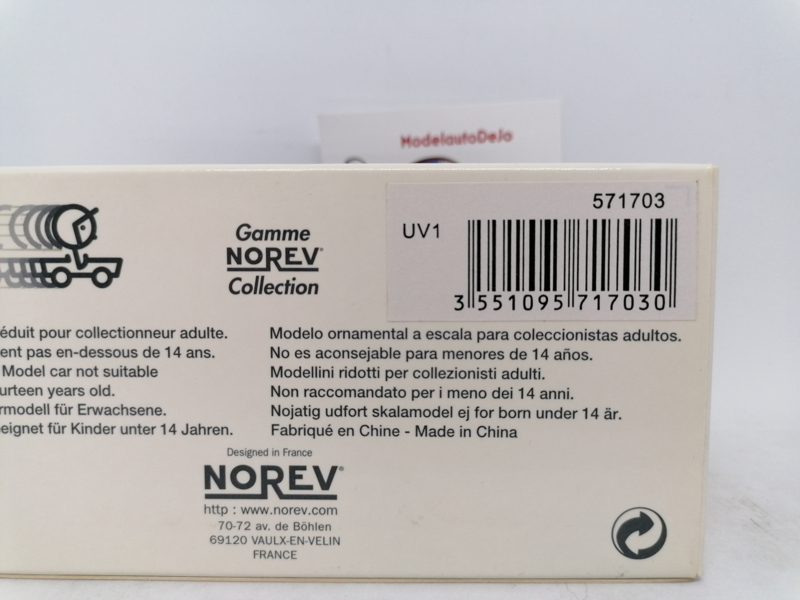 ModelautoDeJo
571703
UV1
3 551095 717030
Gamme
NOREV®
Collection
éduit pour collectionneur adulte.
ent pas en-dessous de 14 ans.
Model car not suitable
urteen years old.
rmodell für Erwachsene.
eignet für Kinder unter 14 Jahren.
Modelo ornamental a escala para coleccionistas adultos.
No es aconsejable para menores de 14 años.
Modellini ridotti per collezionisti adulti.
Non raccomandato per i meno dei 14 anni.
Nojatig udfort skalamodel ej for born under 14 är.
Fabriqué en Chine - Made in China
Designed in France
NOREV®
http : www.norev.com
70-72 av. de Böhlen
69120 VAULX-EN-VELIN
FRANCE